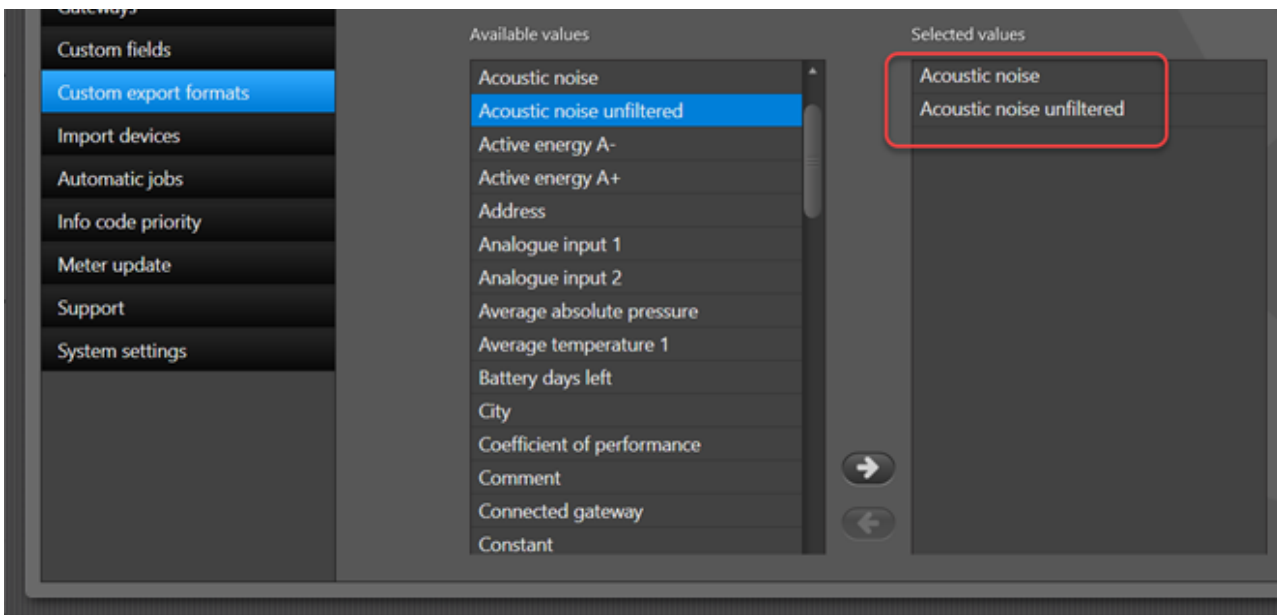 Gateways
Custom fields
Custom export formats
Import devices
Automatic jobs
Info code priority
Meter update
Support
System settings
Available values
Acoustic noise
Acoustic noise unfiltered
Active energy A-
Active energy A+
Address
Analogue input 1
Analogue input 2
Average absolute pressure
Average temperature 1
Battery days left
City
Coefficient of performance
Comment
Connected gateway
Constant
Selected values
Acoustic noise
Acoustic noise unfiltered